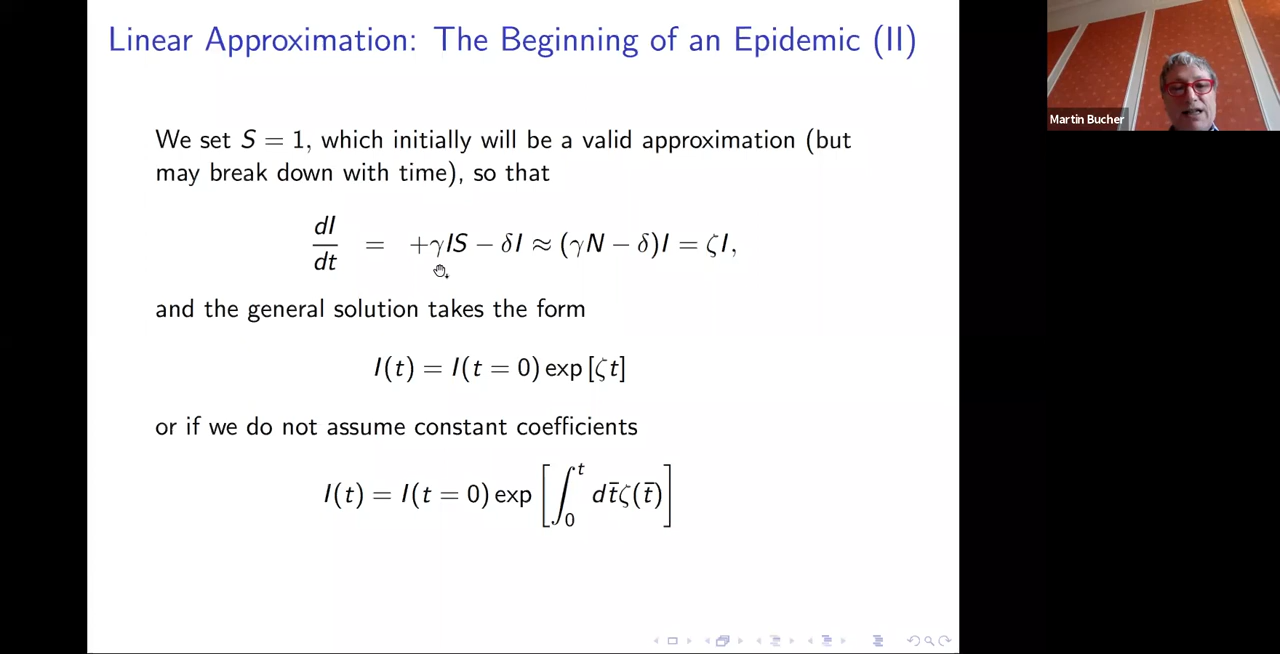 Linear Approximation: The Beginning of an Epidemic (II)
Martin Bucher
We set S = 1, which initially will be a valid approximation (but
may break down with time), so that
dI/dt = +γIS − δI ≈ (γN − δ)I = ζI,
and the general solution takes the form
I(t) = I(t = 0) exp [ζt]
or if we do not assume constant coefficients
I(t) = I(t = 0) exp [∫₀ᵗ dt̄ζ(t̄)]